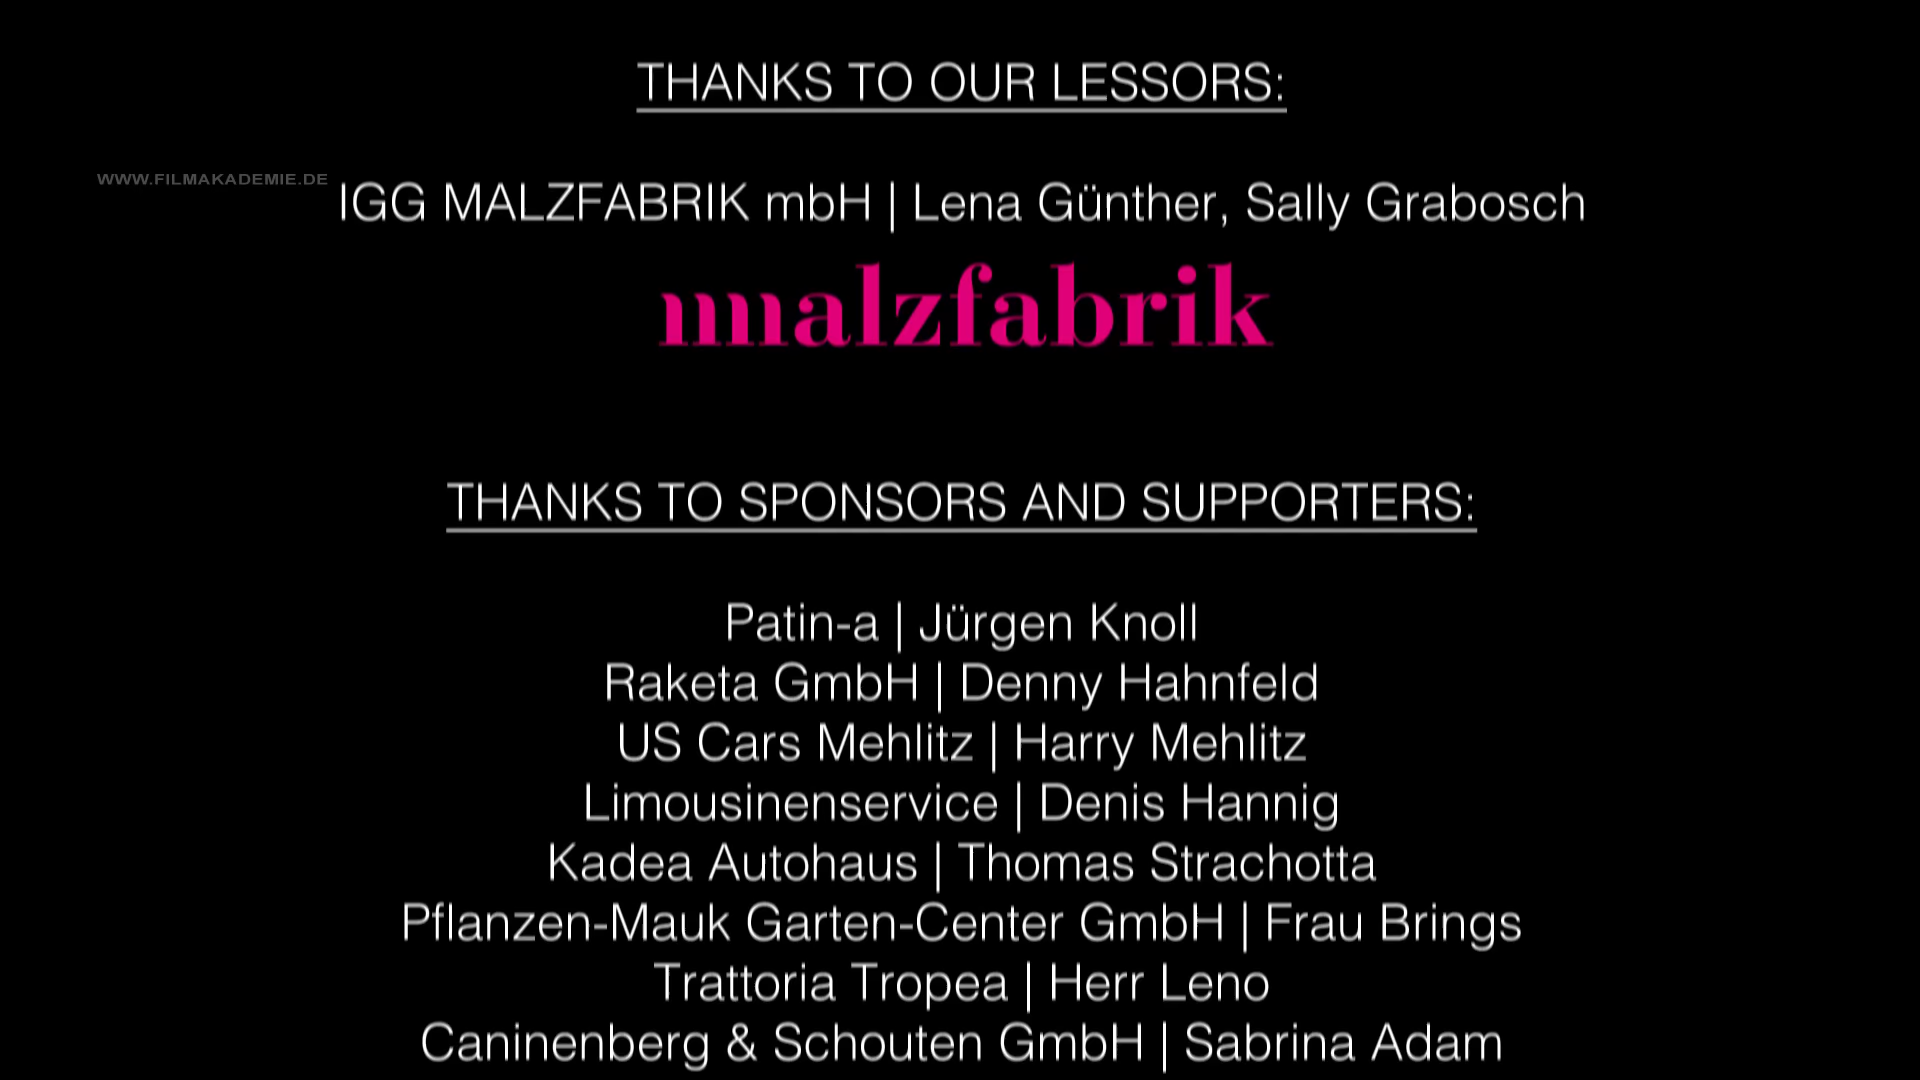 THANKS TO OUR LESSORS:
WWW.FILMAKADEMIE.DE
IGG MALZFABRIK mbH | Lena Günther, Sally Grabosch
malzfabrik
THANKS TO SPONSORS AND SUPPORTERS:
Patin-a | Jürgen Knoll
Raketa GmbH | Denny Hahnfeld
US Cars Mehlitz | Harry Mehlitz
Limousinenservice | Denis Hannig
Kadea Autohaus | Thomas Strachotta
Pflanzen-Mauk Garten-Center GmbH | Frau Brings
Trattoria Tropea | Herr Leno
Caninenberg & Schouten GmbH | Sabrina Adam